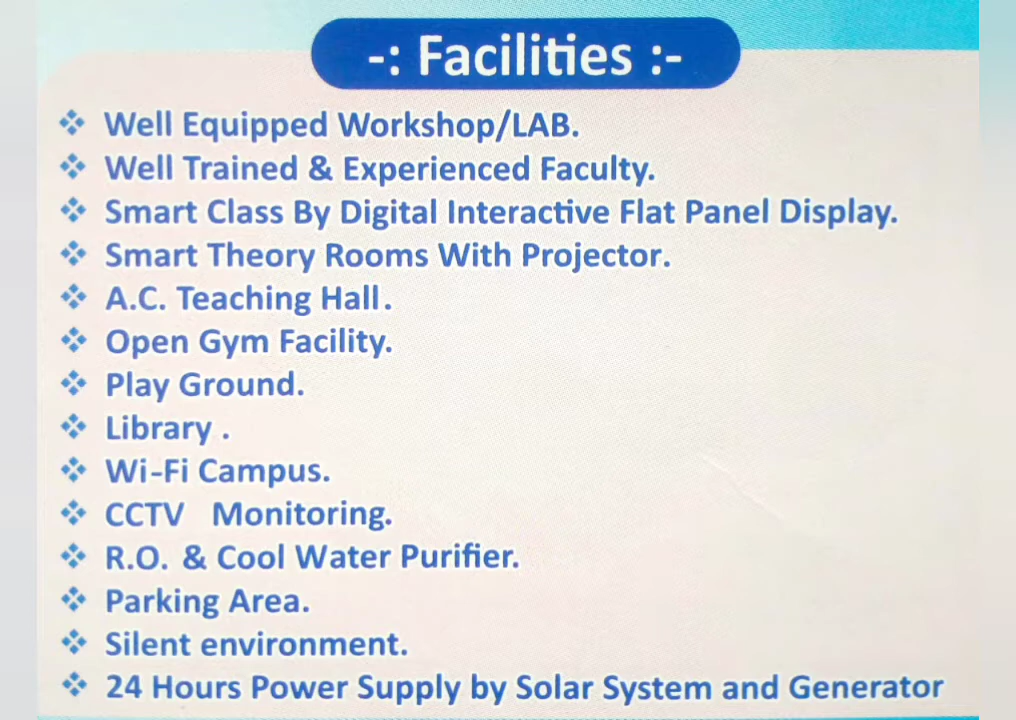 -: Facilities :-
❖ Well Equipped Workshop/LAB.
❖ Well Trained & Experienced Faculty.
❖ Smart Class By Digital Interactive Flat Panel Display.
❖ Smart Theory Rooms With Projector.
❖ A.C. Teaching Hall.
❖ Open Gym Facility.
❖ Play Ground.
❖ Library .
❖ Wi-Fi Campus.
❖ CCTV   Monitoring.
❖ R.O. & Cool Water Purifier.
❖ Parking Area.
❖ Silent environment.
❖ 24 Hours Power Supply by Solar System and Generator